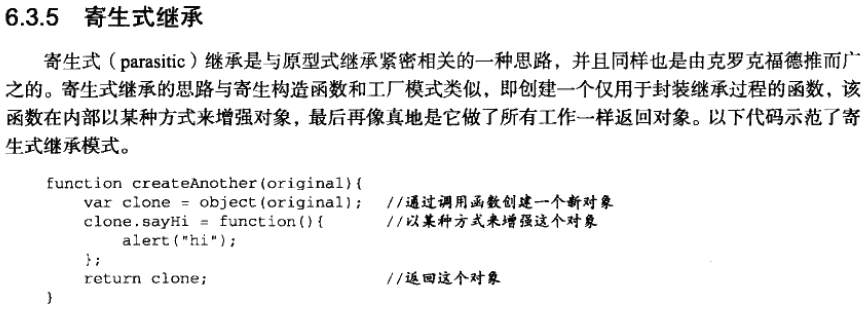 6.3.5 寄生式继承
寄生式（parasitic）继承是与原型式继承紧密相关的一种思路，并且同样也是由克罗克福德推而广
之的。寄生式继承的思路与寄生构造函数和工厂模式类似，即创建一个仅用于封装继承过程的函数，该
函数在内部以某种方式来增强对象，最后再像真地是它做了所有工作一样返回对象。以下代码示范了寄
生式继承模式。
function createAnother(original){
var clone = object(original); //通过调用函数创建一个新对象
clone.sayHi = function(){ //以某种方式来增强这个对象
alert("hi");
};
return clone; //返回这个对象
}